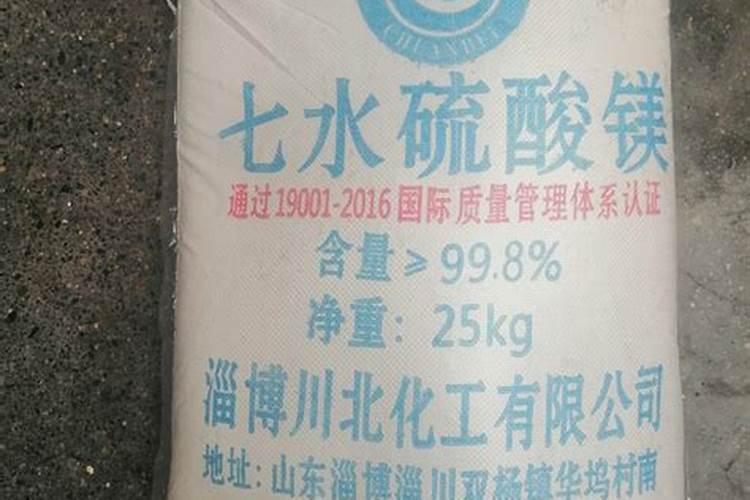 七水硫酸镁
通过19001-2016国际质量管理体系认证
含量≥99.8%
净重：25kg
淄博川北化工有限公司
地址：山东淄博淄川双杨镇华坞村南